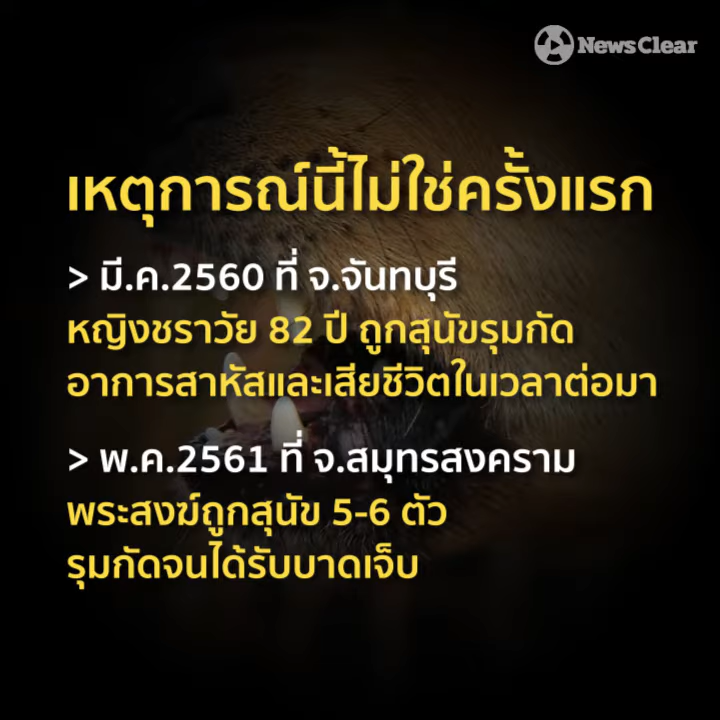 NewsClear
เหตุการณ์นี้ไม่ใช่ครั้งแรก
> มี.ค.2560 ที่ จ.จันทบุรี
หญิงชราวัย 82 ปี ถูกสุนัขรุมกัด
อาการสาหัสและเสียชีวิตในเวลาต่อมา
> พ.ค.2561 ที่ จ.สมุทรสงคราม
พระสงฆ์ถูกสุนัข 5-6 ตัว
รุมกัดจนได้รับบาดเจ็บ